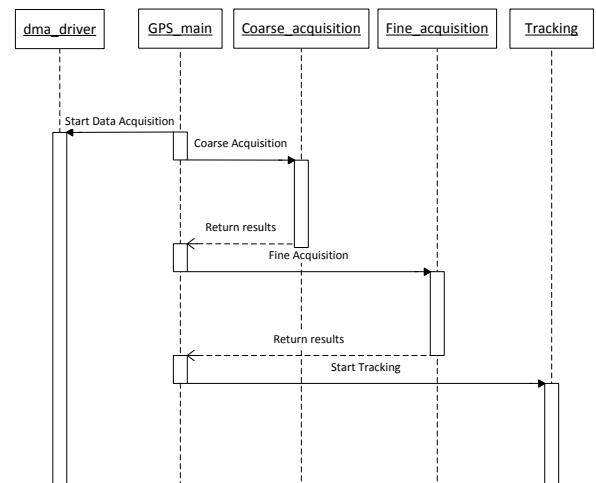 dma_driver
GPS_main
Coarse_acquisition
Fine_acquisition
Tracking
Start Data Acquisition
Coarse Acquisition
Return results
Fine Acquisition
Return results
Start Tracking